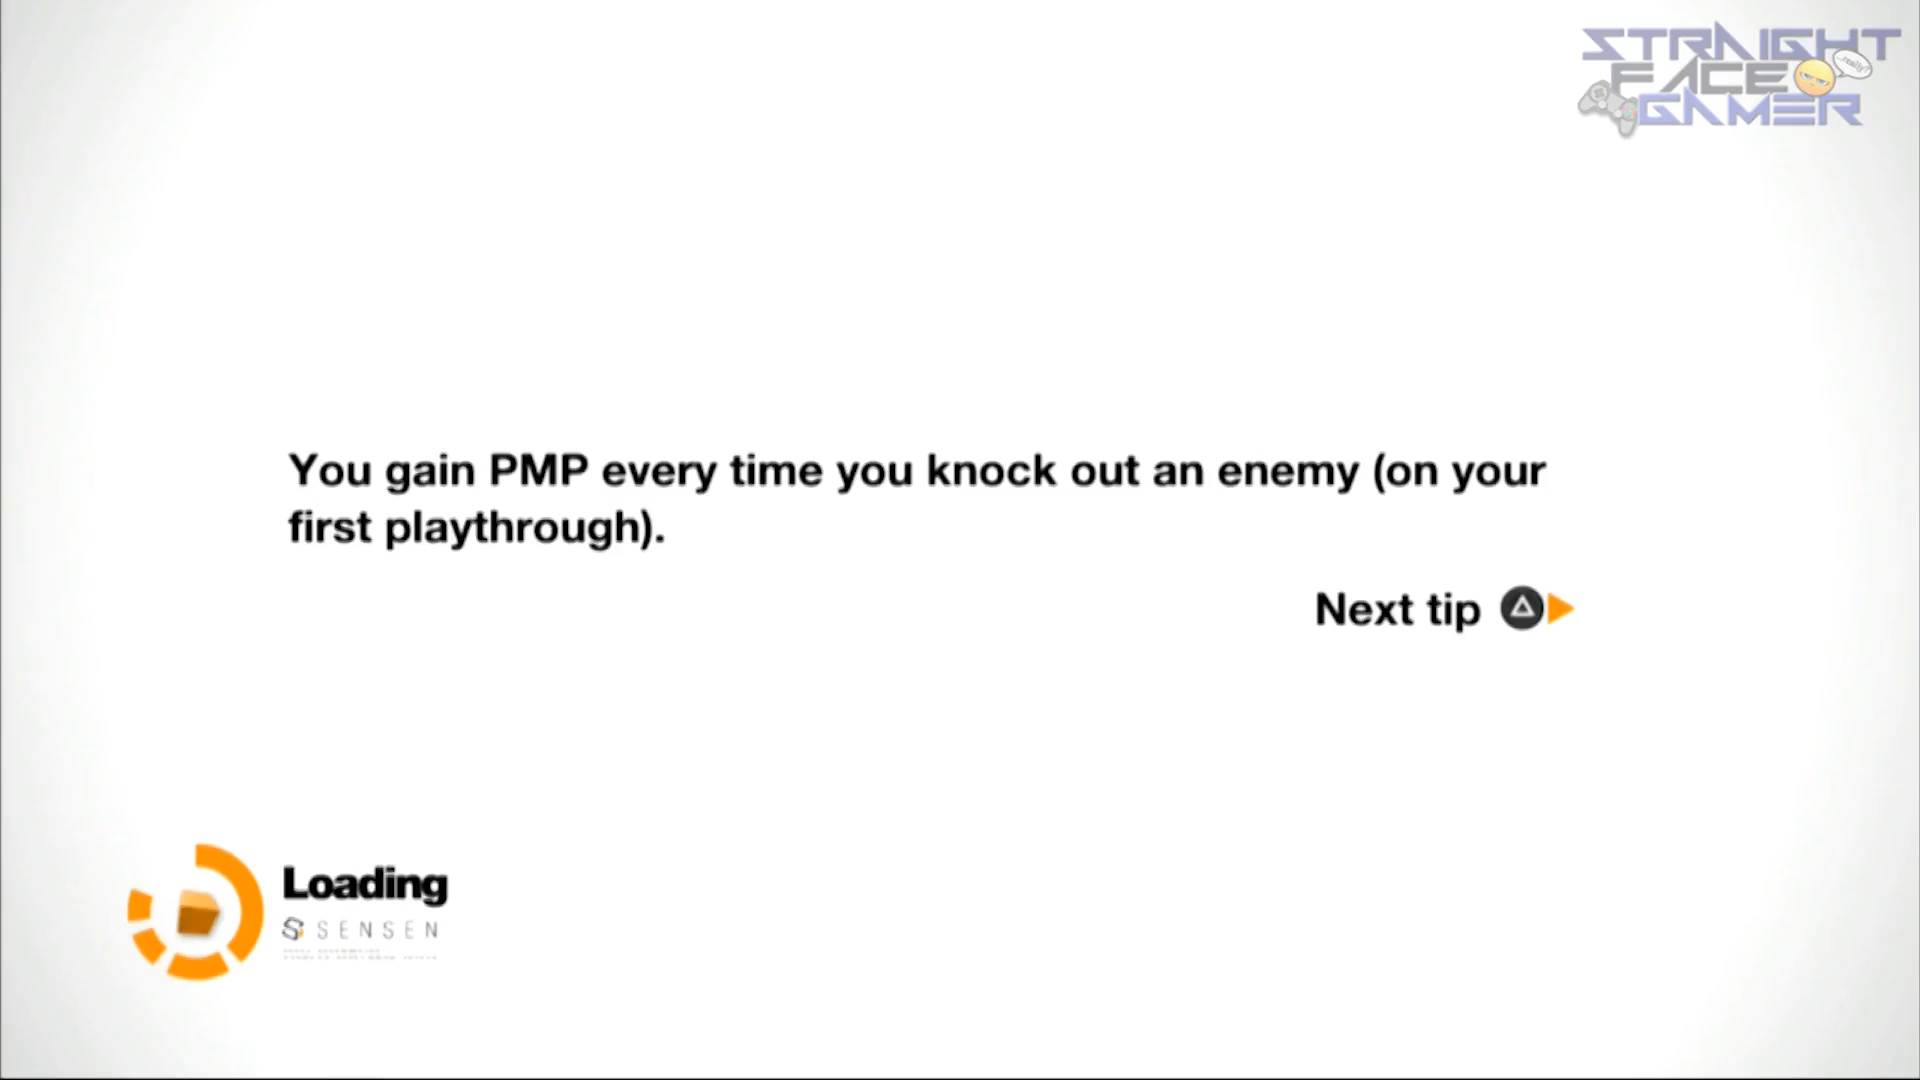 STRAIGHT
FACE
...really?
GAMER
You gain PMP every time you knock out an enemy (on your
first playthrough).
Next tip
Loading
SENSEN